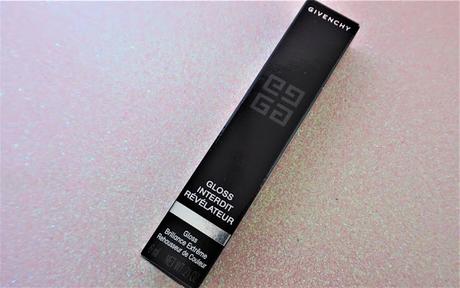 GIVENCHY
GLOSS
INTERDIT
RÉVÉLATEUR
Gloss
Brillance Extrême
Rehausseur de Couleur